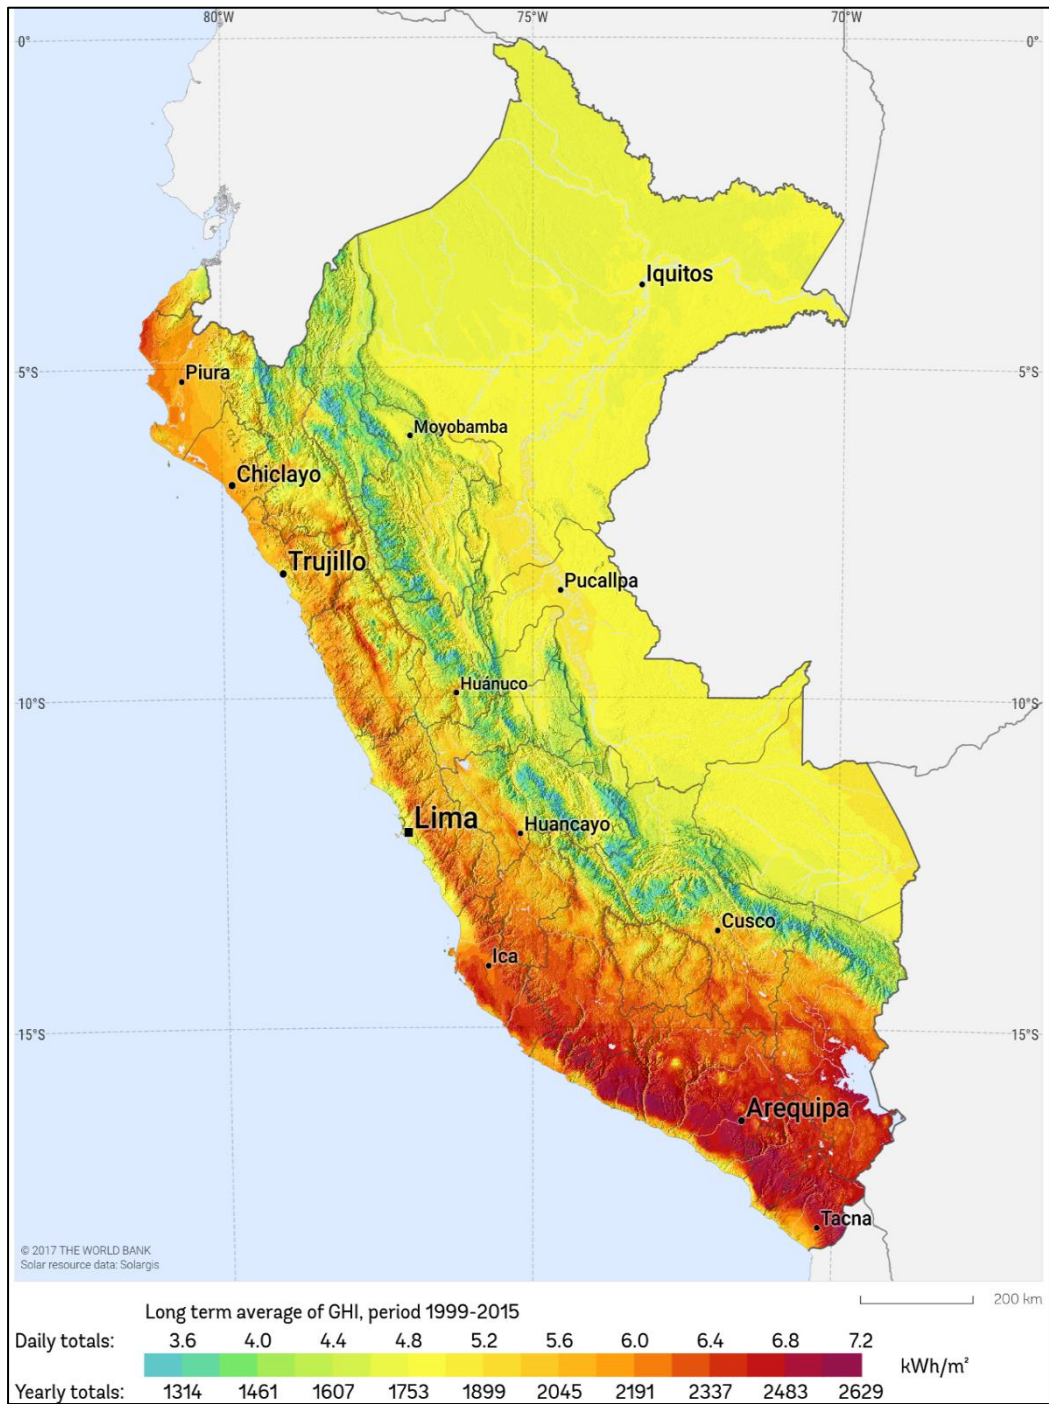 80°W 75°W 70°W
0° 0°
Iquitos
5°S 5°S
Piura
Moyobamba
Chiclayo
Trujillo
Pucallpa
Huánuco
10°S 10°S
Lima
Huancayo
Cusco
Ica
15°S 15°S
Arequipa
Tacna
© 2017 THE WORLD BANK
Solar resource data: Solargis
200 km
Long term average of GHI, period 1999-2015
Daily totals: 3.6 4.0 4.4 4.8 5.2 5.6 6.0 6.4 6.8 7.2
kWh/m²
Yearly totals: 1314 1461 1607 1753 1899 2045 2191 2337 2483 2629